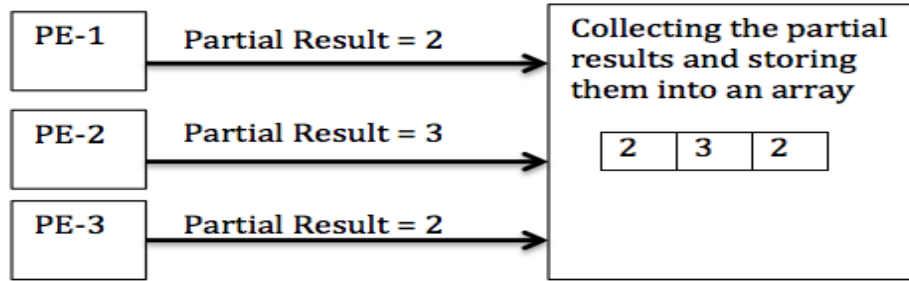 PE-1
Partial Result = 2
PE-2
Partial Result = 3
PE-3
Partial Result = 2
Collecting the partial
results and storing
them into an array
2 3 2